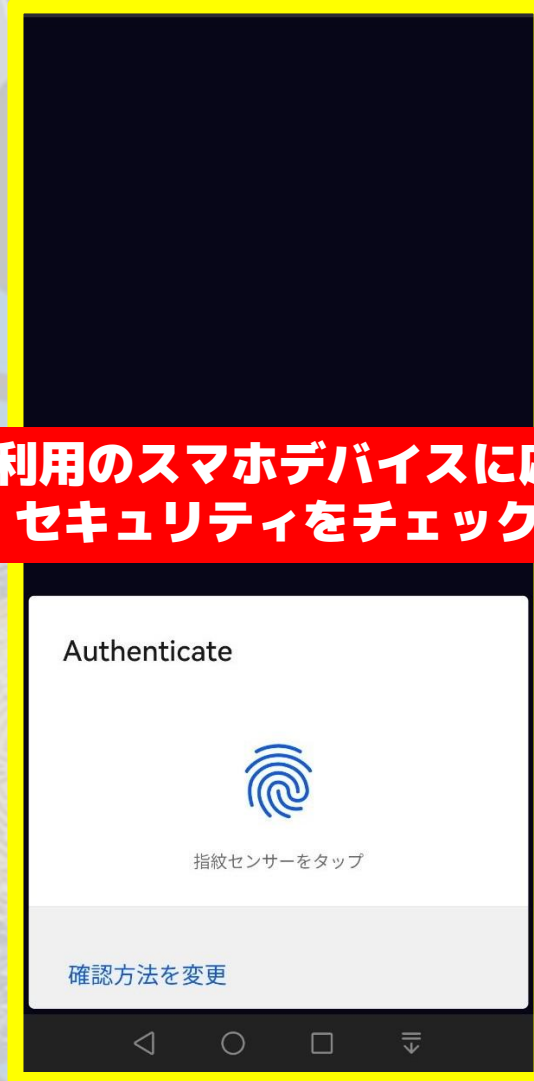 利用のスマホデバイスに
セキュリティをチェック
Authenticate
指紋センサーをタップ
確認方法を変更